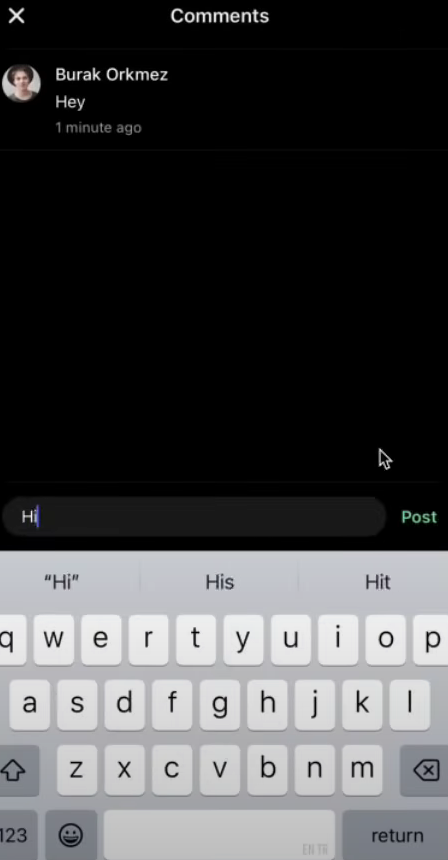 Comments
Burak Orkmez
Hey
1 minute ago
Hi
Post
“Hi” His Hit
q w e r t y u i o p
a s d f g h j k l
z x c v b n m
123
EN TR
return